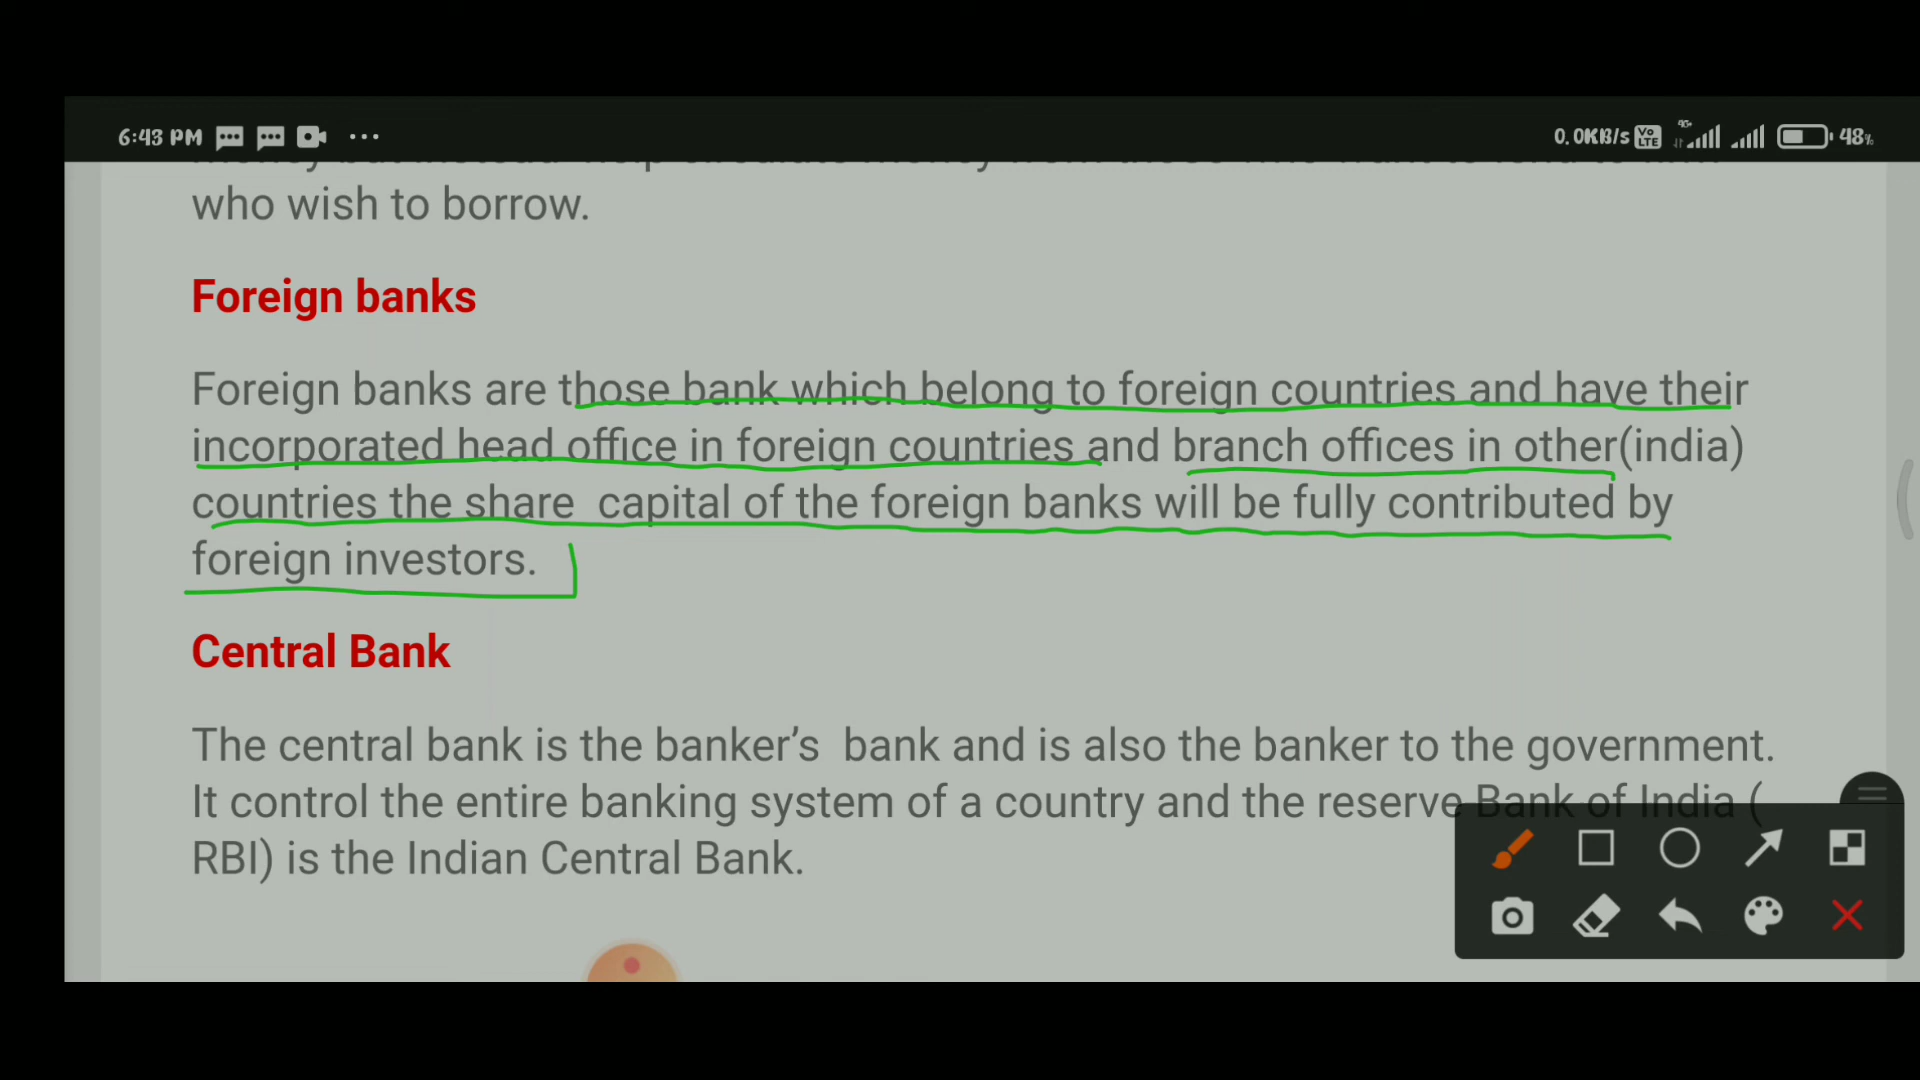 6:43 PM
0.0KB/s Vo LTE 4G+ 48%
who wish to borrow.
Foreign banks
Foreign banks are those bank which belong to foreign countries and have their
incorporated head office in foreign countries and branch offices in other(india)
countries the share capital of the foreign banks will be fully contributed by
foreign investors.
Central Bank
The central bank is the banker’s bank and is also the banker to the government.
It control the entire banking system of a country and the reserve Bank of India (
RBI) is the Indian Central Bank.